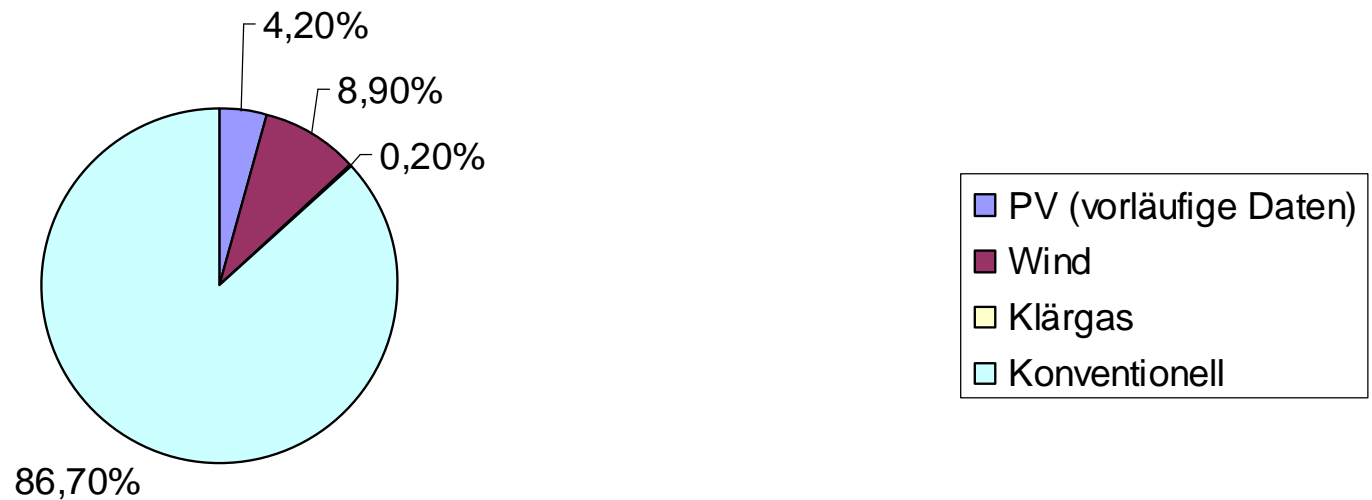 4,20%
8,90%
0,20%
86,70%
PV (vorläufige Daten)
Wind
Klärgas
Konventionell